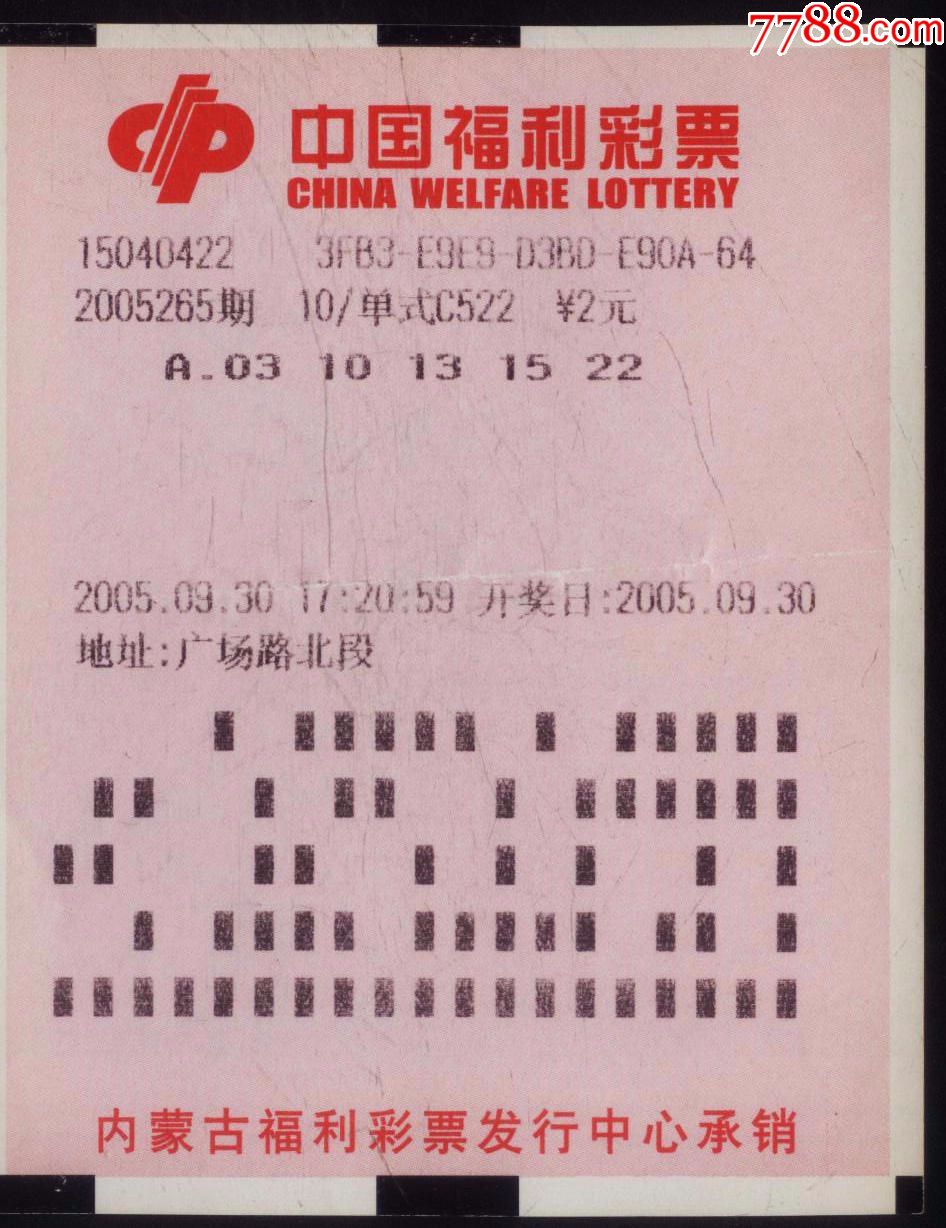 7788.com
中国福利彩票
CHINA WELFARE LOTTERY
15040422 3FB3-E9E9-D3BD-E90A-64
2005265期 10/单式C522 ¥2元
A.03 10 13 15 22
2005.09.30 17:20:59 开奖日:2005.09.30
地址:广场路北段
内蒙古福利彩票发行中心承销